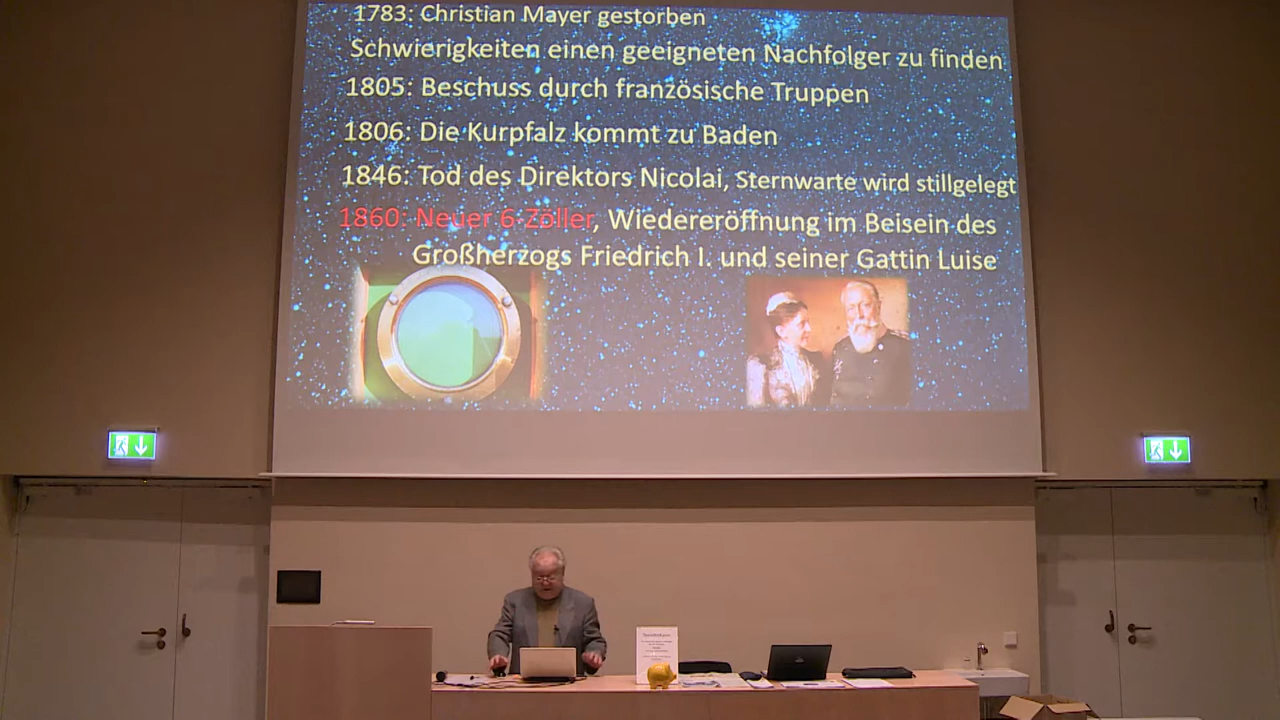 1783: Christian Mayer gestorben
Schwierigkeiten einen geeigneten Nachfolger zu finden
1805: Beschuss durch französische Truppen
1806: Die Kurpfalz kommt zu Baden
1846: Tod des Direktors Nicolai, Sternwarte wird stillgelegt
1860: Neuer 6-Zöller, Wiedereröffnung im Beisein des
Großherzogs Friedrich I. und seiner Gattin Luise